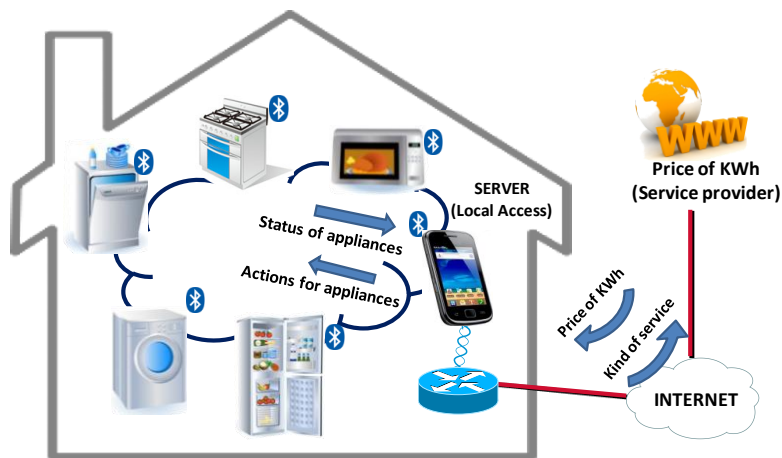 SERVER
(Local Access)
Status of appliances
Actions for appliances
WWW
Price of KWh
(Service provider)
Price of KWh
Kind of service
INTERNET